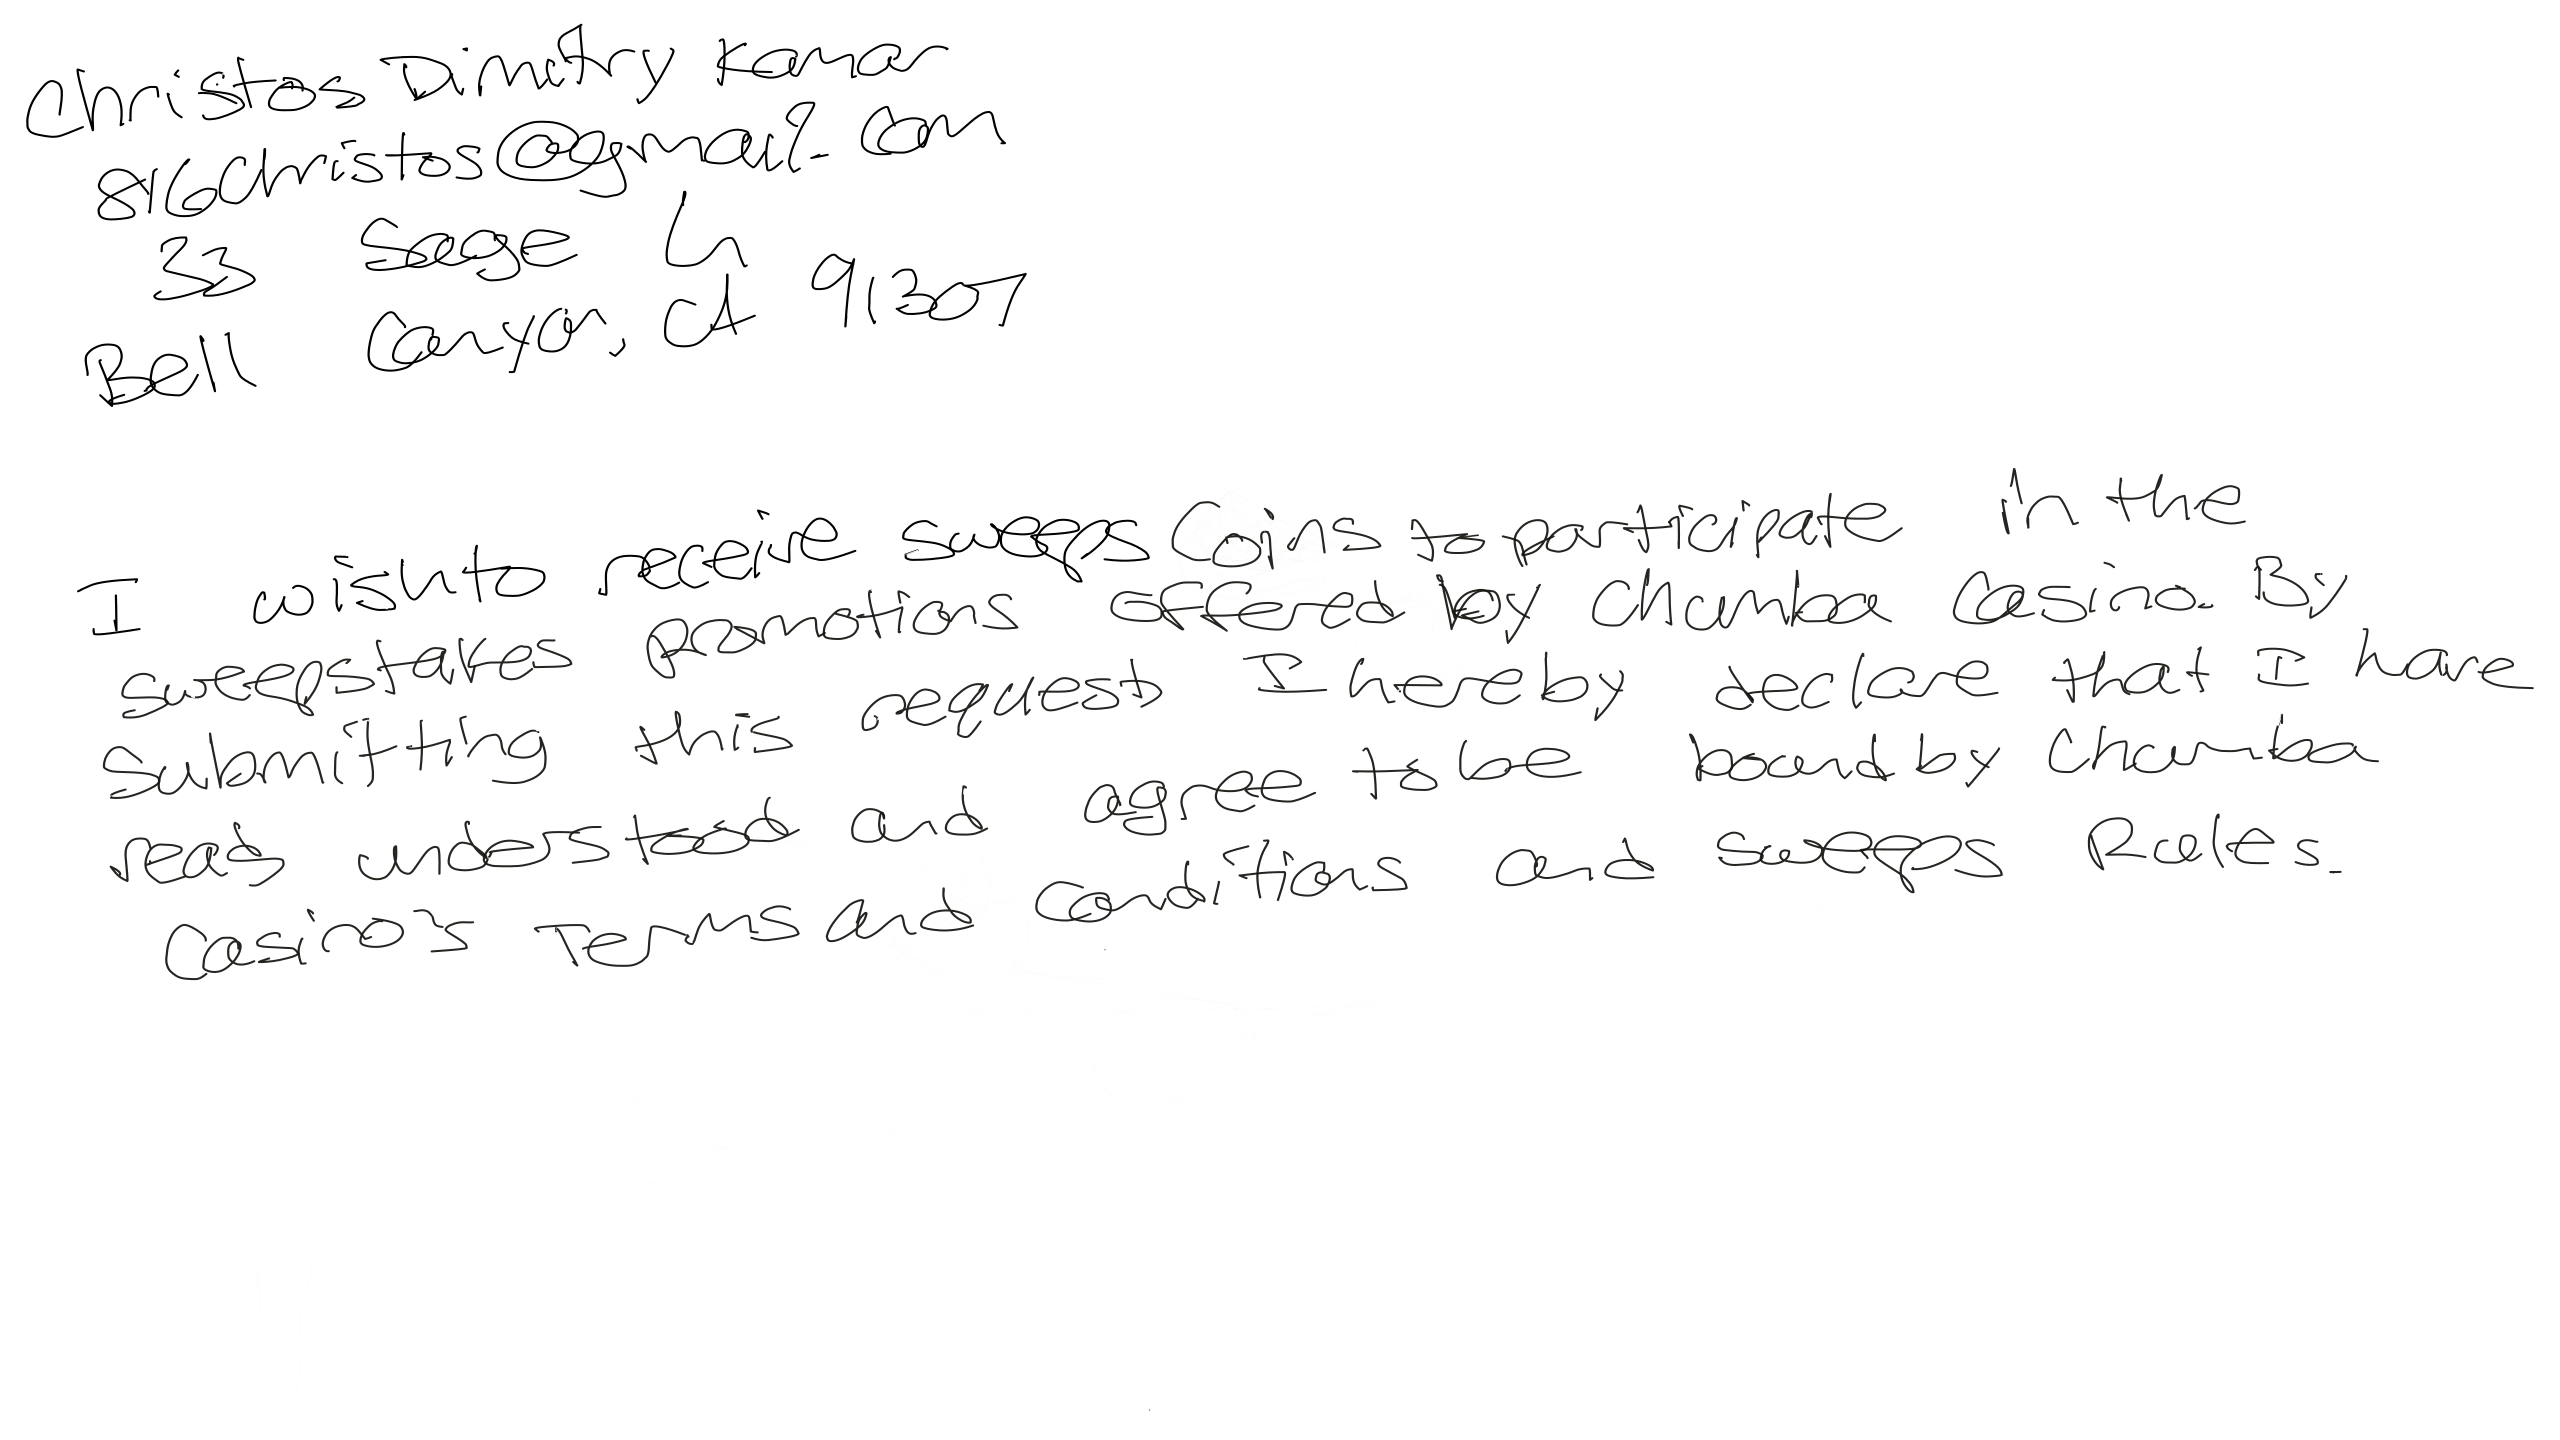 Christos Dimitry Kamar
816Christos@gmail.com
33 Sage Ln
Bell Canyon, CA 91307
I wish to receive sweeps Coins to participate in the
sweepstakes promotions offered by Chumba Casino. By
submitting this request I hereby declare that I have
read understood and agree to be bound by Chumba
Casino's Terms and Conditions and Sweeps Rules.